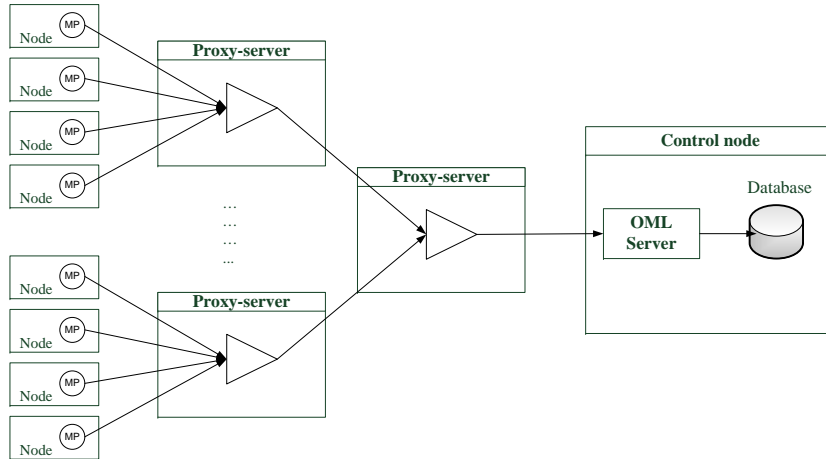 MP
Node
MP
Node
MP
Node
MP
Node
Proxy-server
...
...
...
...
Proxy-server
Control node
OML
Server
Database
MP
Node
MP
Node
MP
Node
MP
Node
Proxy-server